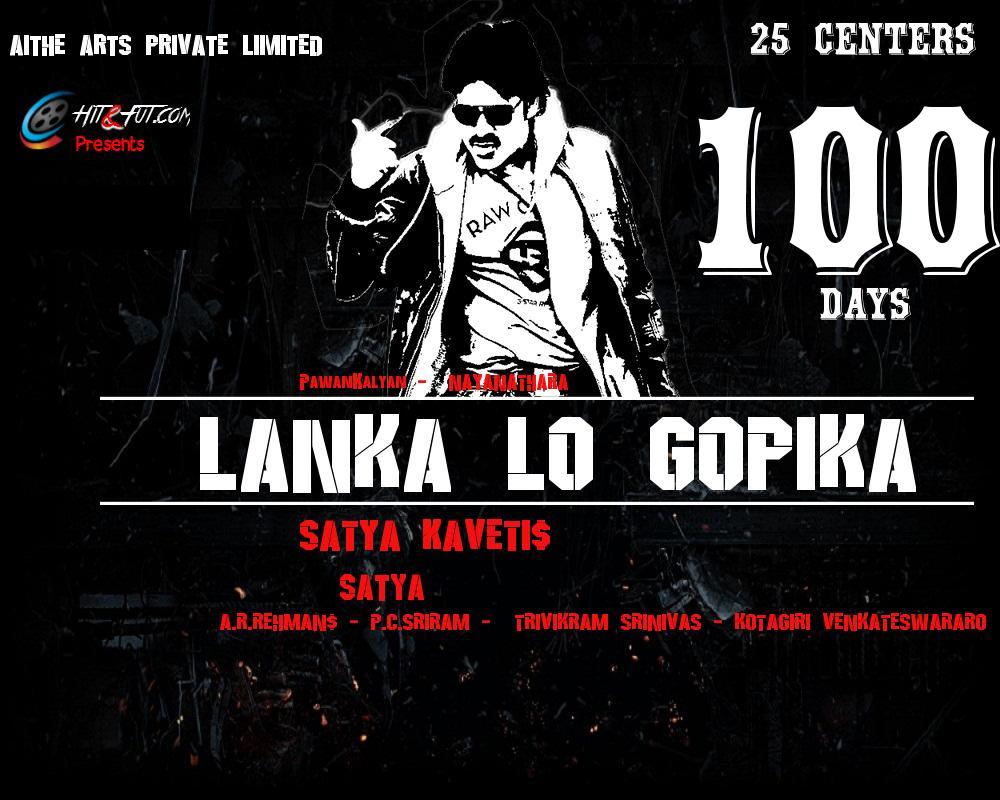 AITHE ARTS PRIVATE LIIMITED
25 CENTERS
HIT&FUT.COM
Presents
100
DAYS
RAW
PAWANKALYAN - NAYANATHARA
LANKA LO GOPIKA
SATYA KAVETI$
SATYA
A.R.REHMAN$ - P.C.SRIRAM - TRIVIKRAM SRINIVAS - KOTAGIRI VENKATESWARARO